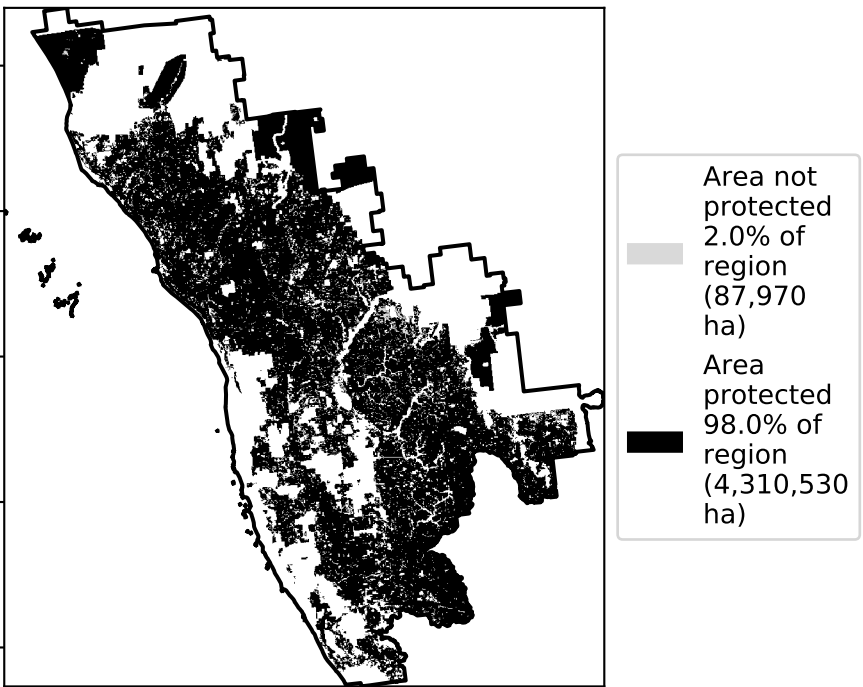 Area not
protected
2.0% of
region
(87,970
ha)
Area
protected
98.0% of
region
(4,310,530
ha)